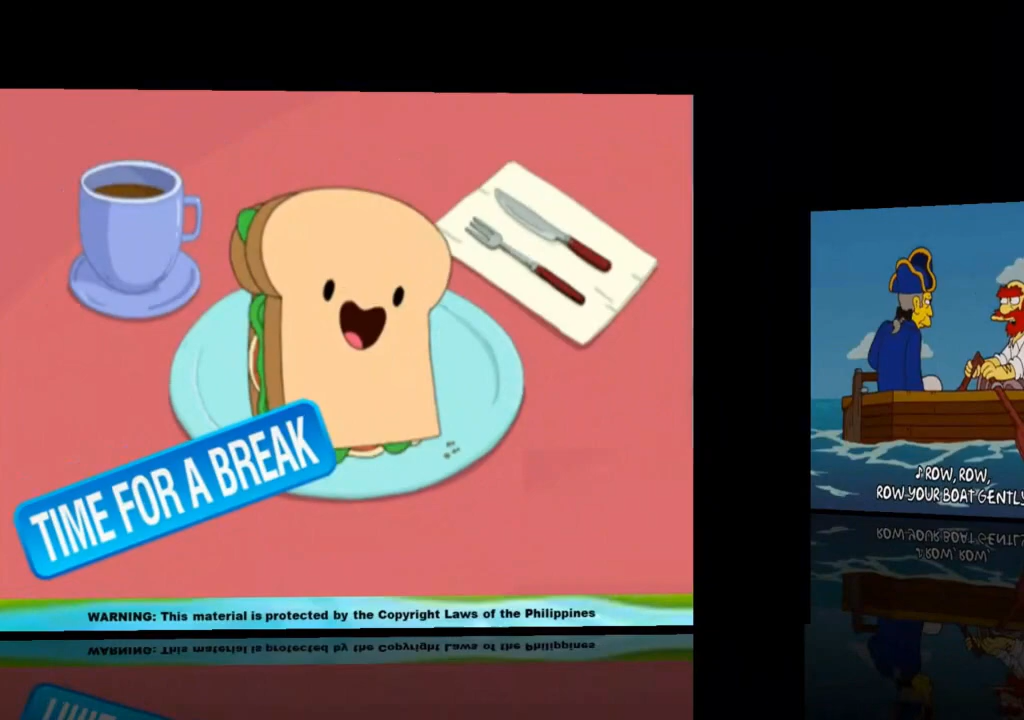 TIME FOR A BREAK
WARNING: This material is protected by the Copyright Laws of the Philippines
♪ROW, ROW,
ROW YOUR BOAT GENTLY